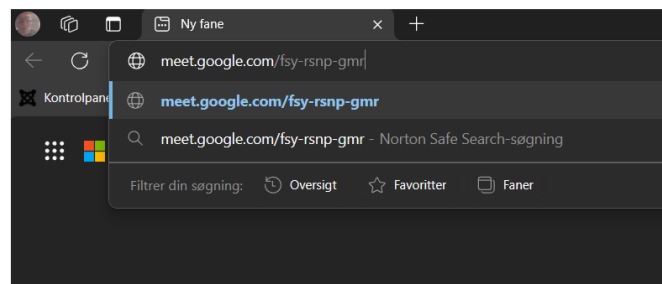 Ny fane
meet.google.com/fsy-rsnp-gmr
Kontrolpane
meet.google.com/fsy-rsnp-gmr
meet.google.com/fsy-rsnp-gmr - Norton Safe Search-søgning
Filtrer din søgning: Oversigt Favoritter Faner